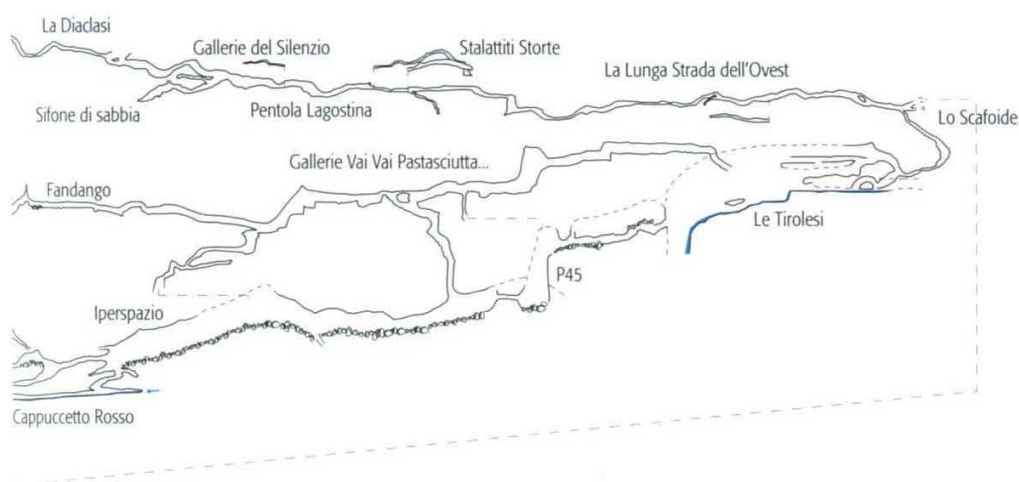 La Diaclasi
Gallerie del Silenzio
Stalattiti Storte
La Lunga Strada dell'Ovest
Sifone di sabbia
Pentola Lagostina
Lo Scafoide
Gallerie Vai Vai Pastasciutta...
Fandango
Le Tirolesi
P45
Iperspazio
Cappuccetto Rosso